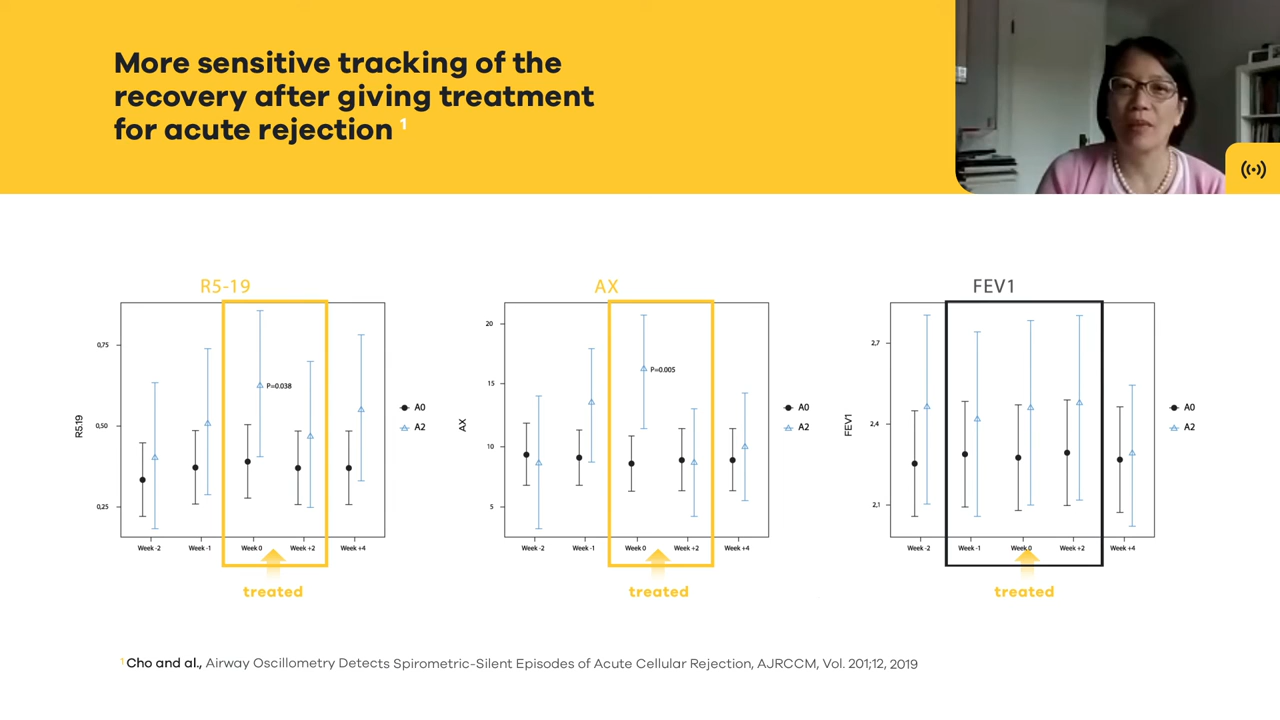 More sensitive tracking of the
recovery after giving treatment
for acute rejection 1
R5-19
0,75
0,50
0,25
R5.19
P=0.038
A0
A2
Week -2 Week -1 Week 0 Week +2 Week +4
treated
AX
20
15
10
5
AX
P=0.005
A0
A2
Week -2 Week -1 Week 0 Week +2 Week +4
treated
FEV1
2,7
2,4
2,1
FEV1
A0
A2
Week -2 Week -1 Week 0 Week +2 Week +4
treated
1 Cho and al., Airway Oscillometry Detects Spirometric-Silent Episodes of Acute Cellular Rejection, AJRCCM, Vol. 201;12, 2019